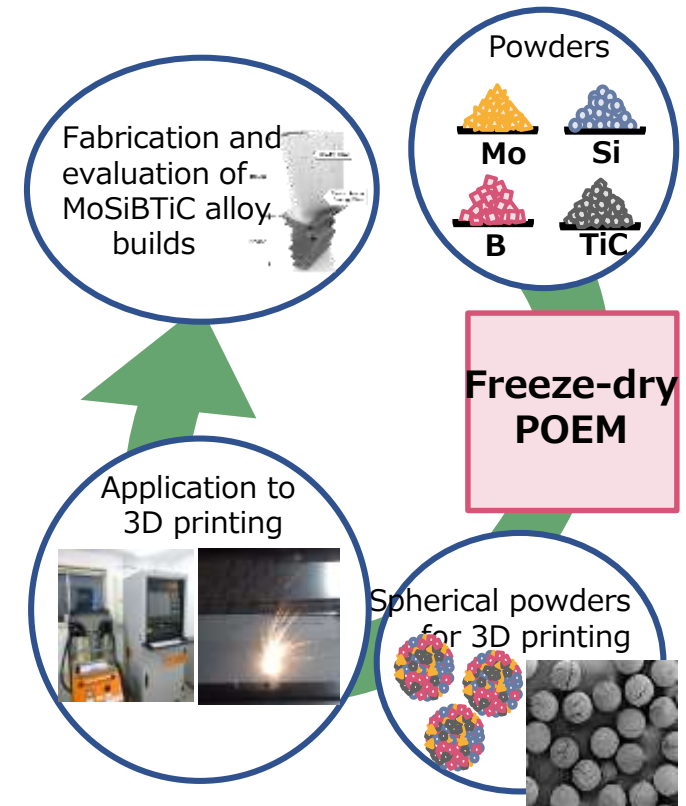 Powders
Mo
Si
B
TiC
Freeze-dry
POEM
Spherical powders
for 3D printing
Application to
3D printing
Fabrication and
evaluation of
MoSiBTiC alloy
builds